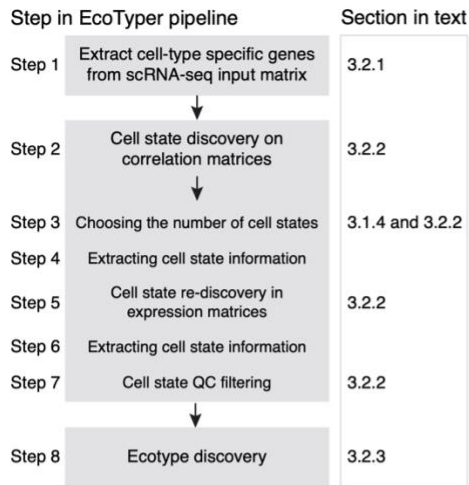 Step in EcoTyper pipeline Section in text
Step 1 Extract cell-type specific genes
from scRNA-seq input matrix 3.2.1
Step 2 Cell state discovery on
correlation matrices 3.2.2
Step 3 Choosing the number of cell states 3.1.4 and 3.2.2
Step 4 Extracting cell state information
Step 5 Cell state re-discovery in
expression matrices 3.2.2
Step 6 Extracting cell state information
Step 7 Cell state QC filtering 3.2.2
Step 8 Ecotype discovery 3.2.3